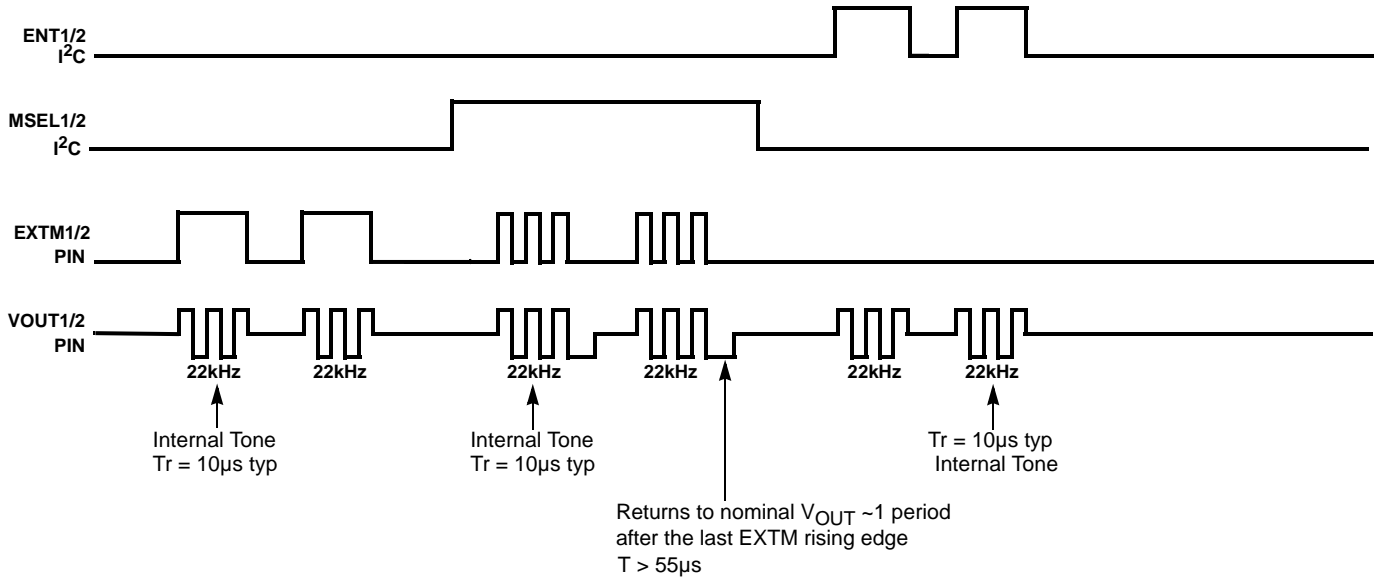 ENT1/2
I2C
MSEL1/2
I2C
EXTM1/2
PIN
VOUT1/2
PIN
22kHz 22kHz 22kHz 22kHz 22kHz 22kHz
Internal Tone
Tr = 10µs typ
Internal Tone
Tr = 10µs typ
Tr = 10µs typ
Internal Tone
Returns to nominal VOUT ~1 period
after the last EXTM rising edge
T > 55µs